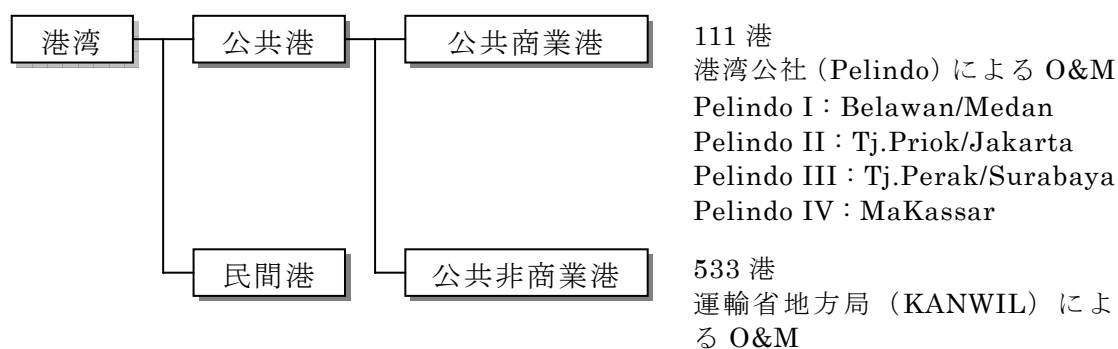 港湾
公共港
公共商業港
111 港
港湾公社（Pelindo）による O&M
Pelindo I：Belawan/Medan
Pelindo II：Tj.Priok/Jakarta
Pelindo III：Tj.Perak/Surabaya
Pelindo IV：MaKassar
民間港
公共非商業港
533 港
運輸省地方局（KANWIL）によ
る O&M